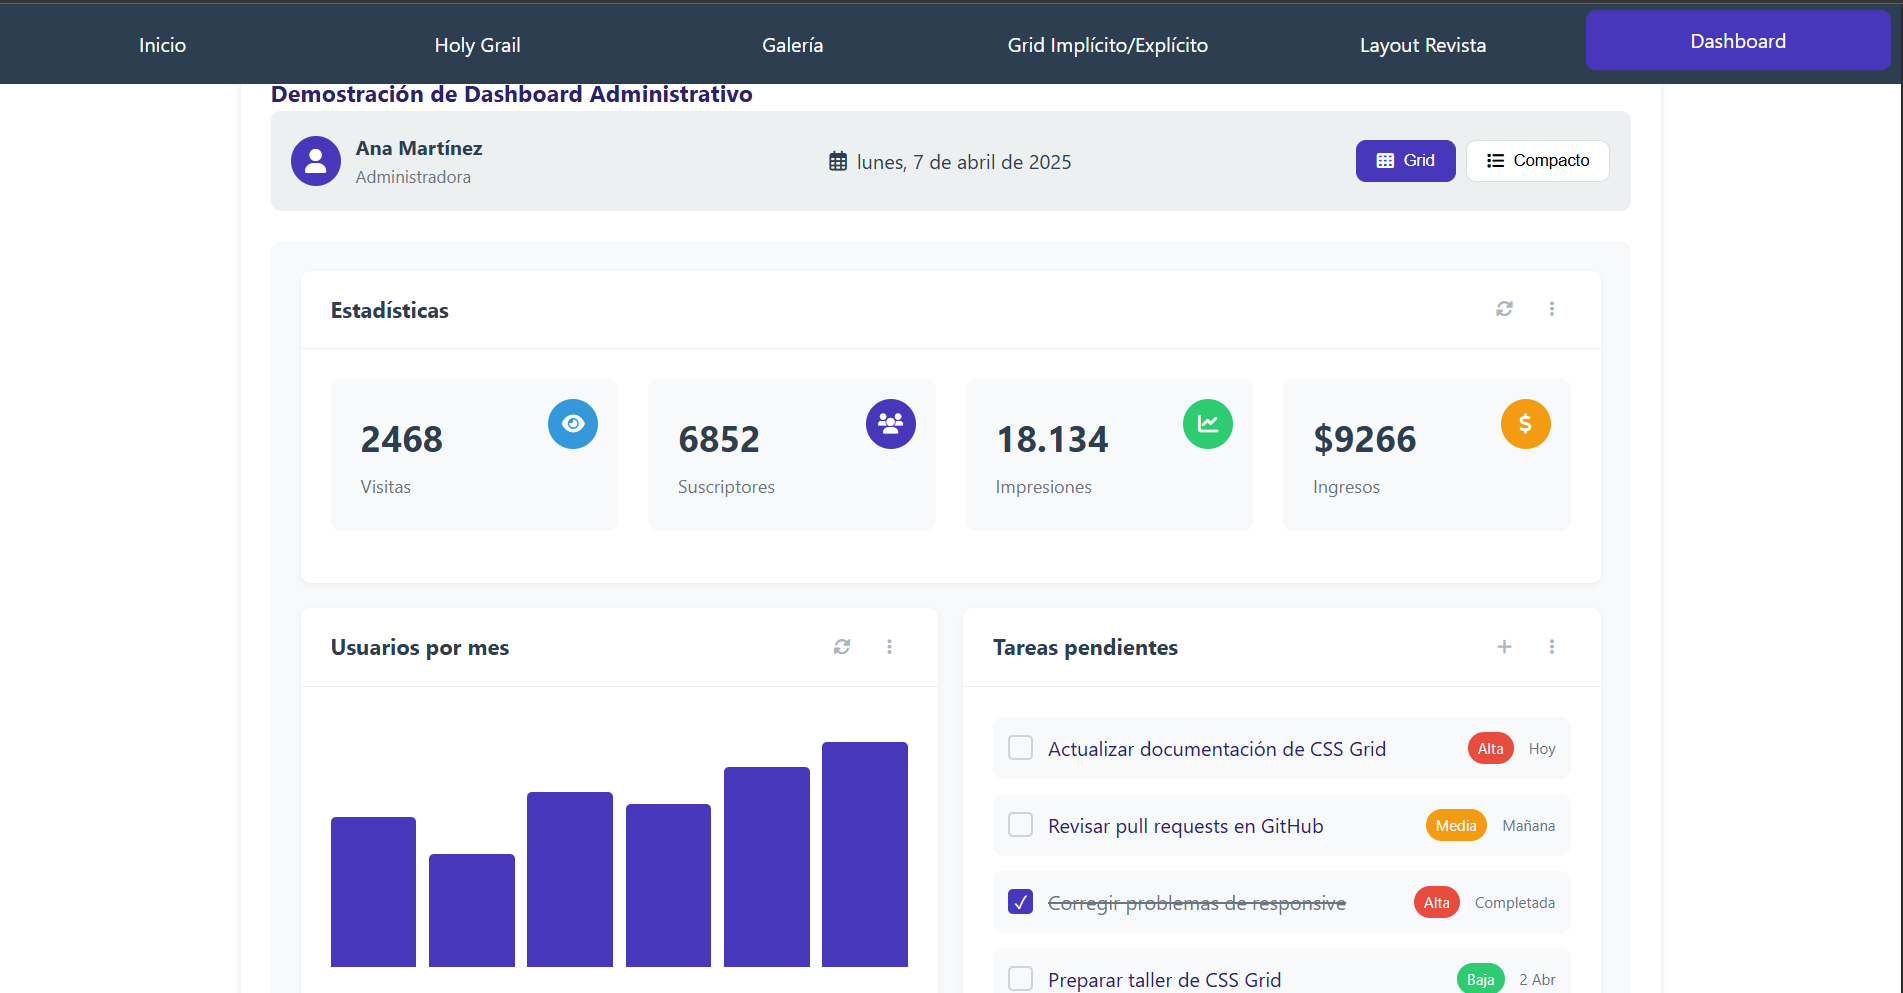 Inicio
Holy Grail
Galería
Grid Implícito/Explícito
Layout Revista
Dashboard
Demostración de Dashboard Administrativo
Ana Martínez
Administradora
lunes, 7 de abril de 2025
Grid
Compacto
Estadísticas
2468
Visitas
6852
Suscriptores
18.134
Impresiones
$9266
Ingresos
Usuarios por mes
Tareas pendientes
Actualizar documentación de CSS Grid
Alta
Hoy
Revisar pull requests en GitHub
Media
Mañana
Corregir problemas de responsive
Alta
Completada
Preparar taller de CSS Grid
Baja
2 Abr